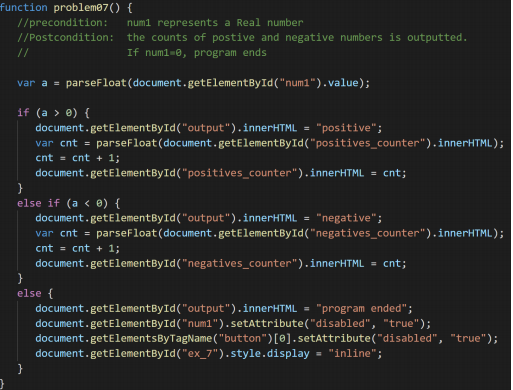 function problem07() {
//precondition: num1 represents a Real number
//Postcondition: the counts of postive and negative numbers is outputted.
// If num1=0, program ends
var a = parseFloat(document.getElementById("num1").value);
if (a > 0) {
document.getElementById("output").innerHTML = "positive";
var cnt = parseFloat(document.getElementById("positives_counter").innerHTML);
cnt = cnt + 1;
document.getElementById("positives_counter").innerHTML = cnt;
}
else if (a < 0) {
document.getElementById("output").innerHTML = "negative";
var cnt = parseFloat(document.getElementById("negatives_counter").innerHTML);
cnt = cnt + 1;
document.getElementById("negatives_counter").innerHTML = cnt;
}
else {
document.getElementById("output").innerHTML = "program ended";
document.getElementById("num1").setAttribute("disabled", "true");
document.getElementsByTagName("button")[0].setAttribute("disabled", "true");
document.getElementById("ex_7").style.display = "inline";
}
}